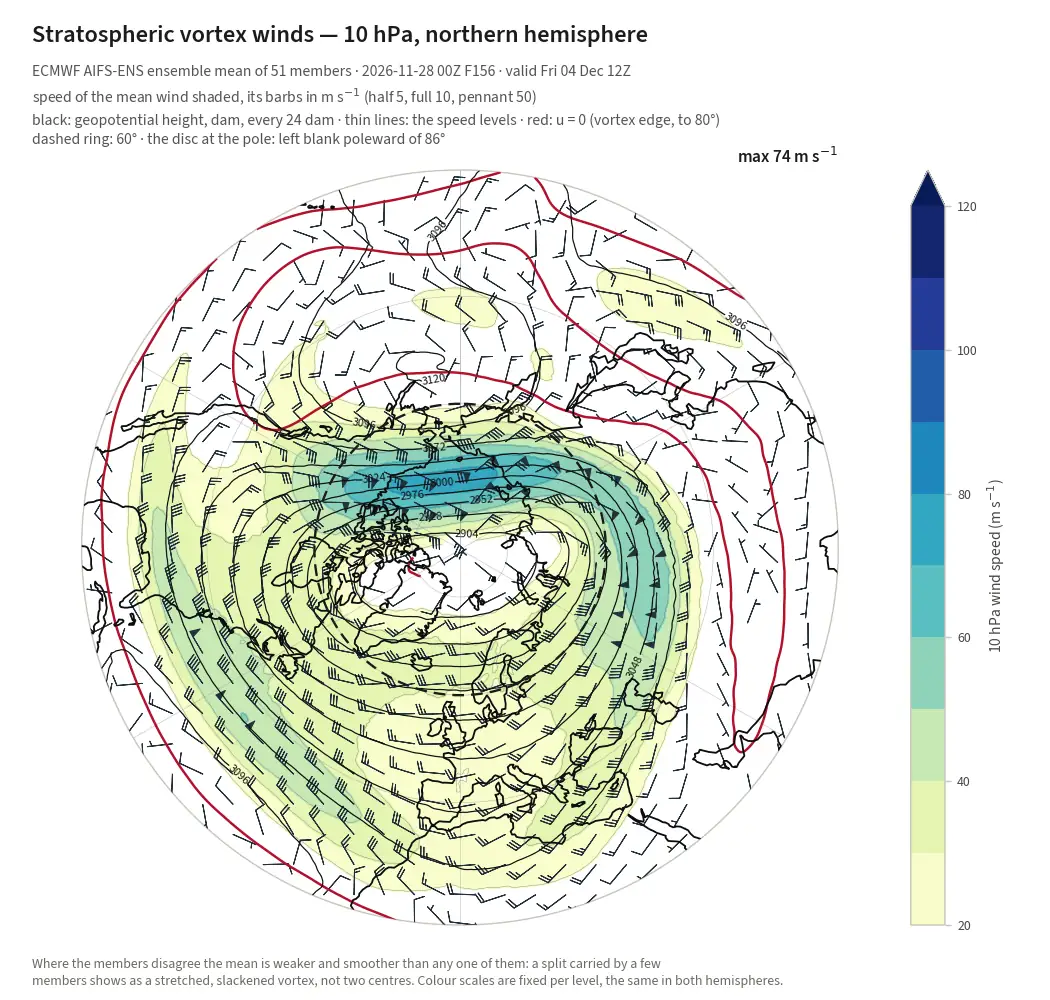 Stratospheric vortex winds — 10 hPa, northern hemisphere
ECMWF AIFS-ENS ensemble mean of 51 members · 2026-11-28 00Z F156 · valid Fri 04 Dec 12Z
speed of the mean wind shaded, its barbs in m s⁻¹ (half 5, full 10, pennant 50)
black: geopotential height, dam, every 24 dam · thin lines: the speed levels · red: u = 0 (vortex edge, to 80°)
dashed ring: 60° · the disc at the pole: left blank poleward of 86°
max 74 m s⁻¹
120
100
80
60
40
20
10 hPa wind speed (m s⁻¹)
3096
3096
3120
3096
3024
3000
2976
2952
2904
3048
3096
Where the members disagree the mean is weaker and smoother than any one of them: a split carried by a few
members shows as a stretched, slackened vortex, not two centres. Colour scales are fixed per level, the same in both hemispheres.